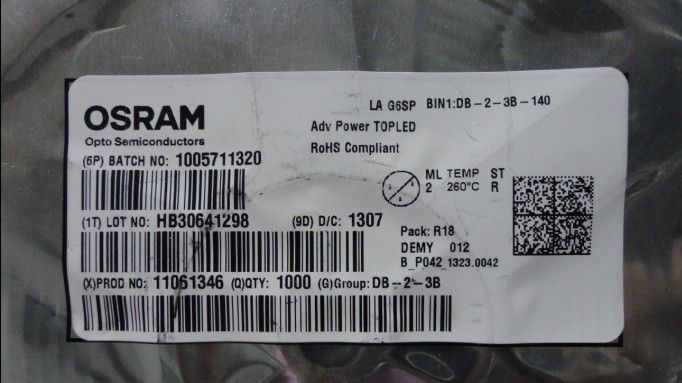 OSRAM
Opto Semiconductors
LA G6SP BIN1:DB-2-3B-140
Adv Power TOPLED
RoHS Compliant
(6P) BATCH NO: 1005711320
ML TEMP ST
2 260°C R
(1T) LOT NO: HB30641298 (9D) D/C: 1307
Pack: R18
DEMY 012
B_P042_1323.0042
(X)PROD NO: 11061346 (Q)QTY: 1000 (G)Group: DB-2-3B